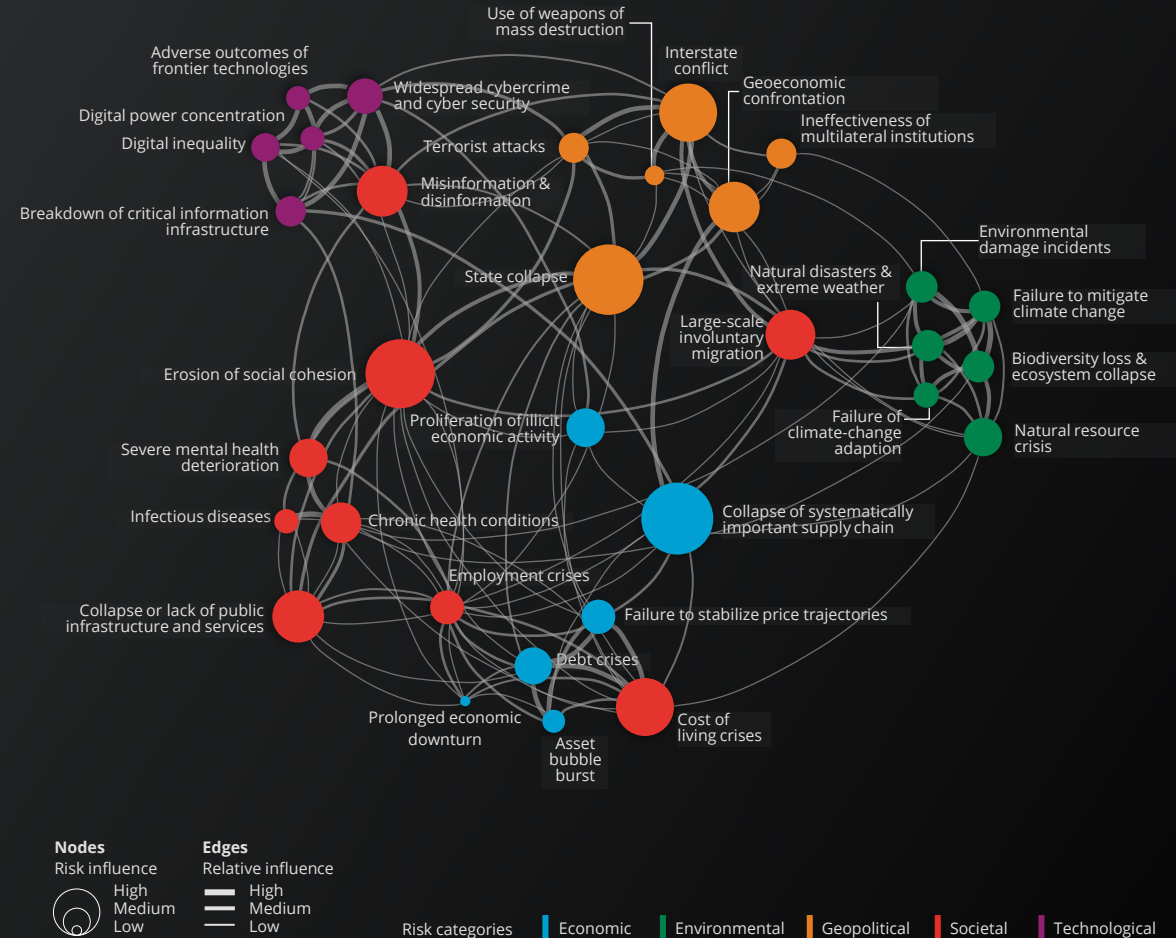 Use of weapons of
mass destruction
Interstate
conflict
Adverse outcomes of
frontier technologies
Geoeconomic
confrontation
Widespread cybercrime
and cyber security
Digital power concentration
Ineffectiveness of
multilateral institutions
Digital inequality
Terrorist attacks
Misinformation &
disinformation
Breakdown of critical information
infrastructure
Environmental
damage incidents
State collapse
Natural disasters &
extreme weather
Failure to mitigate
climate change
Large-scale
involuntary
migration
Biodiversity loss &
ecosystem collapse
Erosion of social cohesion
Proliferation of illicit
economic activity
Failure of
climate-change
adaption
Natural resource
crisis
Severe mental health
deterioration
Infectious diseases
Chronic health conditions
Collapse of systematically
important supply chain
Employment crises
Collapse or lack of public
infrastructure and services
Failure to stabilize price trajectories
Debt crises
Prolonged economic
downturn
Cost of
living crises
Asset
bubble
burst
Nodes
Risk influence
High
Medium
Low
Edges
Relative influence
High
Medium
Low
Risk categories
Economic
Environmental
Geopolitical
Societal
Technological